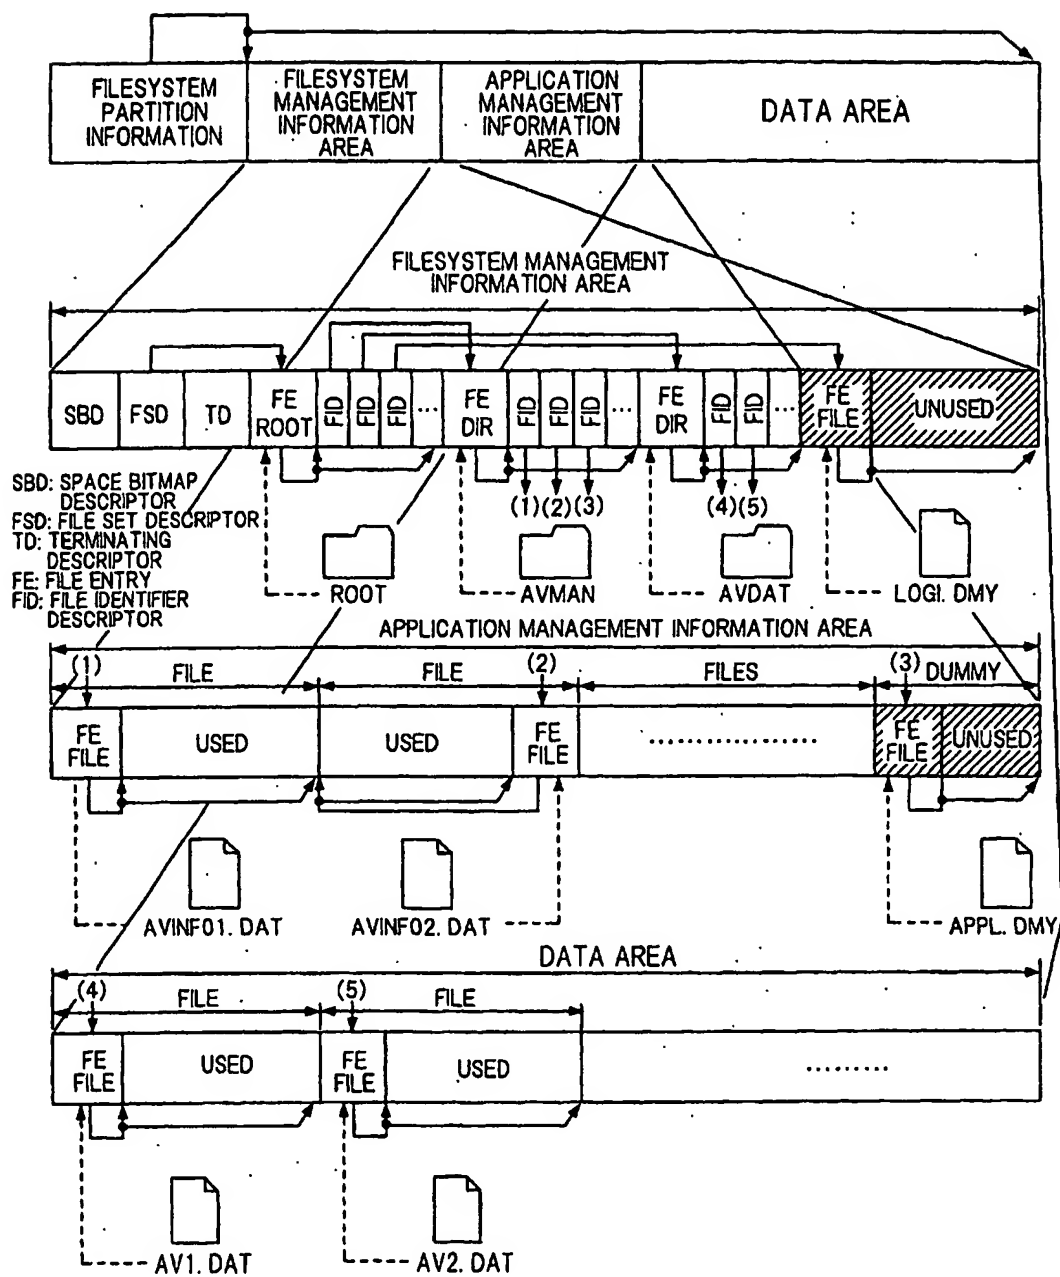 FILESYSTEM
PARTITION
INFORMATION
FILESYSTEM
MANAGEMENT
INFORMATION
AREA
APPLICATION
MANAGEMENT
INFORMATION
AREA
DATA AREA
FILESYSTEM MANAGEMENT
INFORMATION AREA
SBD
FSD
TD
FE
ROOT
FID
FID
FID
...
FE
DIR
FID
FID
FID
...
FE
DIR
FID
FID
...
FE
FILE
UNUSED
(1)(2)(3)
(4)(5)
SBD: SPACE BITMAP
DESCRIPTOR
FSD: FILE SET DESCRIPTOR
TD: TERMINATING
DESCRIPTOR
FE: FILE ENTRY
FID: FILE IDENTIFIER
DESCRIPTOR
ROOT
AVMAN
AVDAT
LOGI. DMY
APPLICATION MANAGEMENT INFORMATION AREA
(1)
FILE
FILE
(2)
FILES
(3)
DUMMY
FE
FILE
USED
USED
FE
FILE
..................
FE
FILE
UNUSED
AVINF01. DAT
AVINF02. DAT
APPL. DMY
DATA AREA
(4)
FILE
(5)
FILE
FE
FILE
USED
FE
FILE
USED
.........
AV1. DAT
AV2. DAT